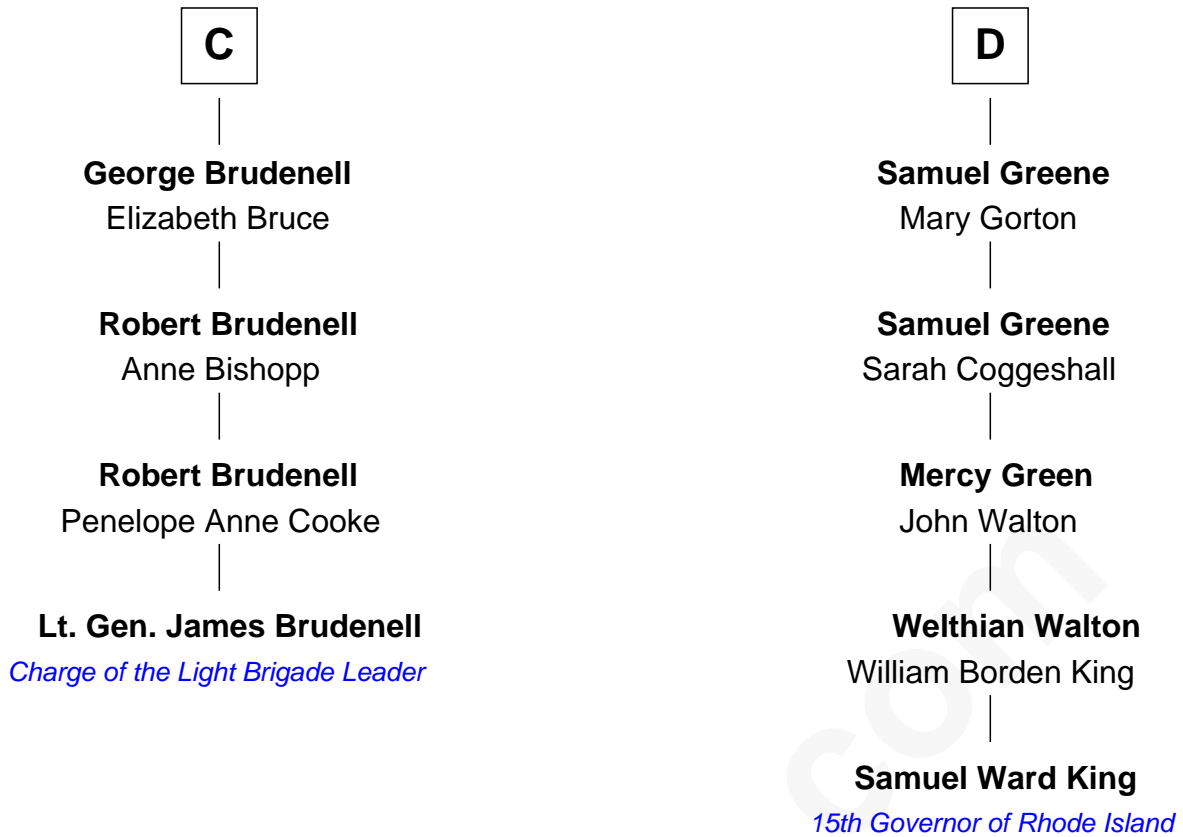 C
George Brudenell
Elizabeth Bruce
Robert Brudenell
Anne Bishopp
Robert Brudenell
Penelope Anne Cooke
Lt. Gen. James Brudenell
Charge of the Light Brigade Leader
D
Samuel Greene
Mary Gorton
Samuel Greene
Sarah Coggeshall
Mercy Green
John Walton
Welthian Walton
William Borden King
Samuel Ward King
15th Governor of Rhode Island
com